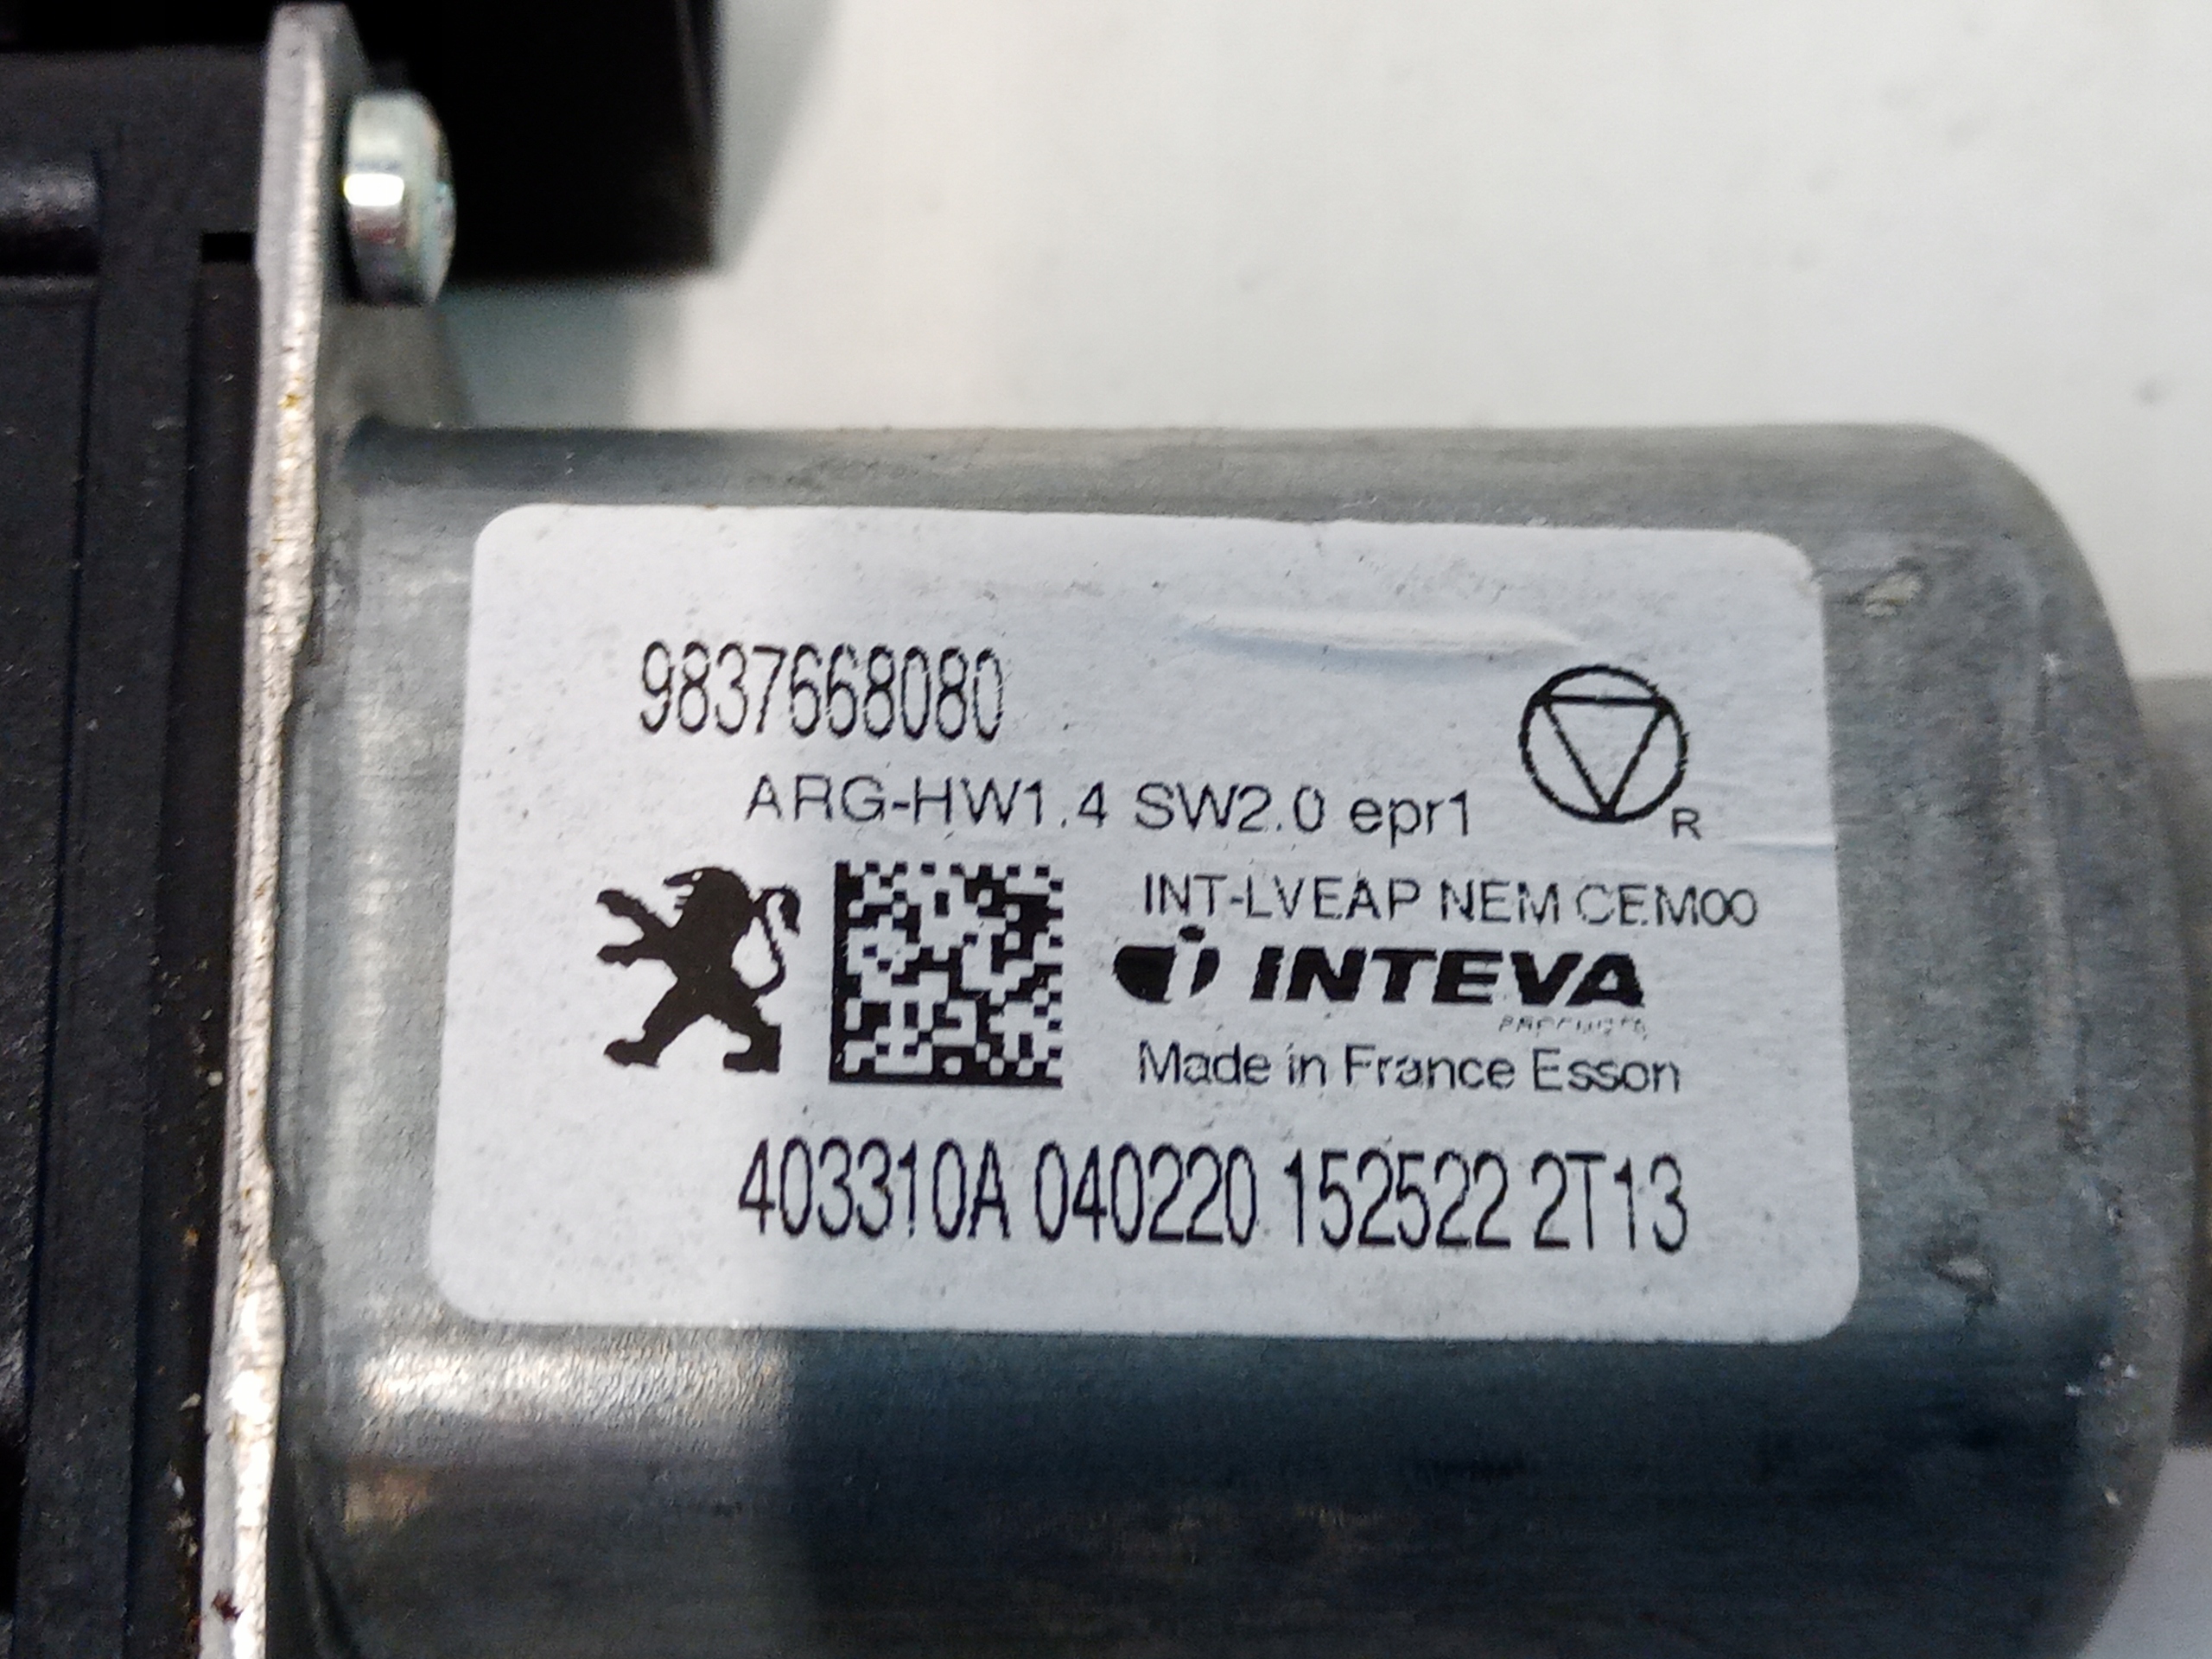 9837668080
ARG-HW1.4 SW2.0 epr1
R
INT-LVEAP NEM CEM00
INTEVA
PRODUCTS
Made in France Esson
403310A 040220 152522 2T13